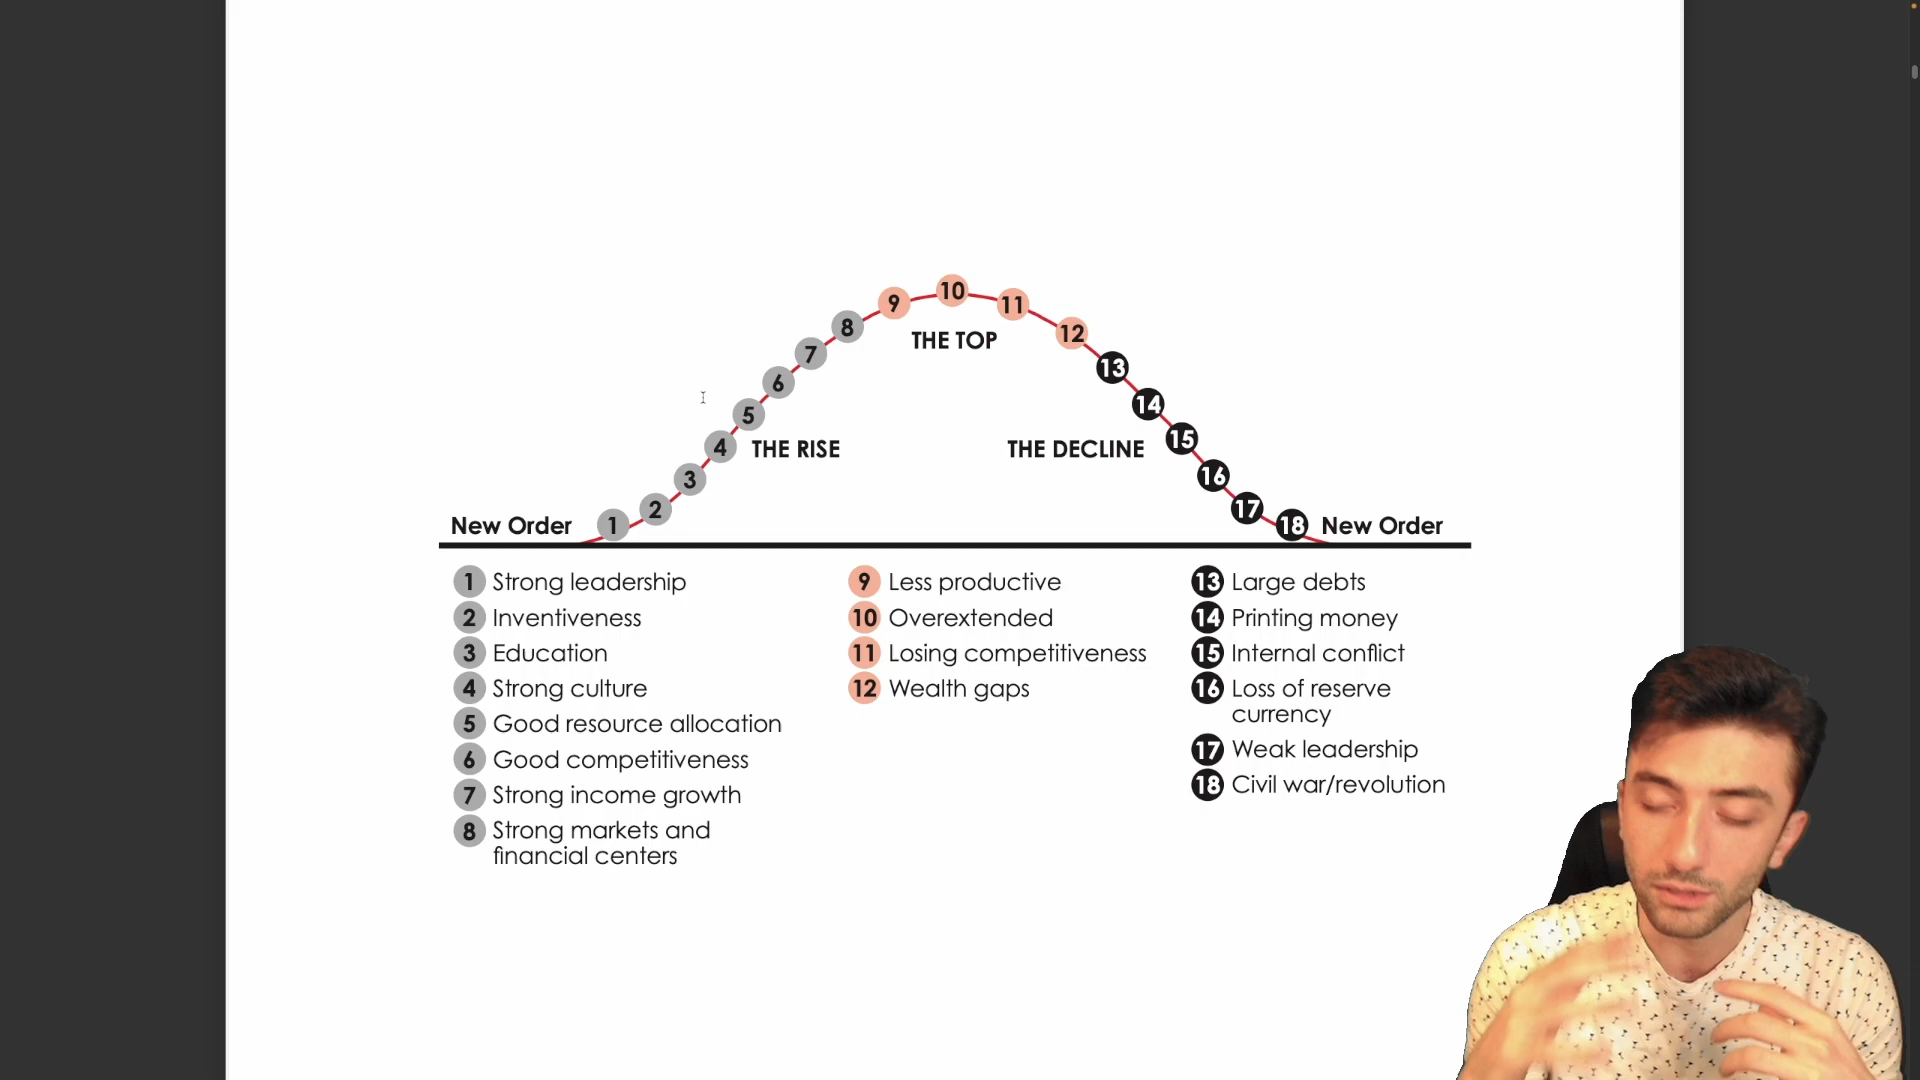 9
10
11
8
12
7
THE TOP
13
6
14
5
15
4
THE RISE
THE DECLINE
3
16
2
17
New Order
1
18
New Order
1 Strong leadership
2 Inventiveness
3 Education
4 Strong culture
5 Good resource allocation
6 Good competitiveness
7 Strong income growth
8 Strong markets and
financial centers
9 Less productive
10 Overextended
11 Losing competitiveness
12 Wealth gaps
13 Large debts
14 Printing money
15 Internal conflict
16 Loss of reserve
currency
17 Weak leadership
18 Civil war/revolution